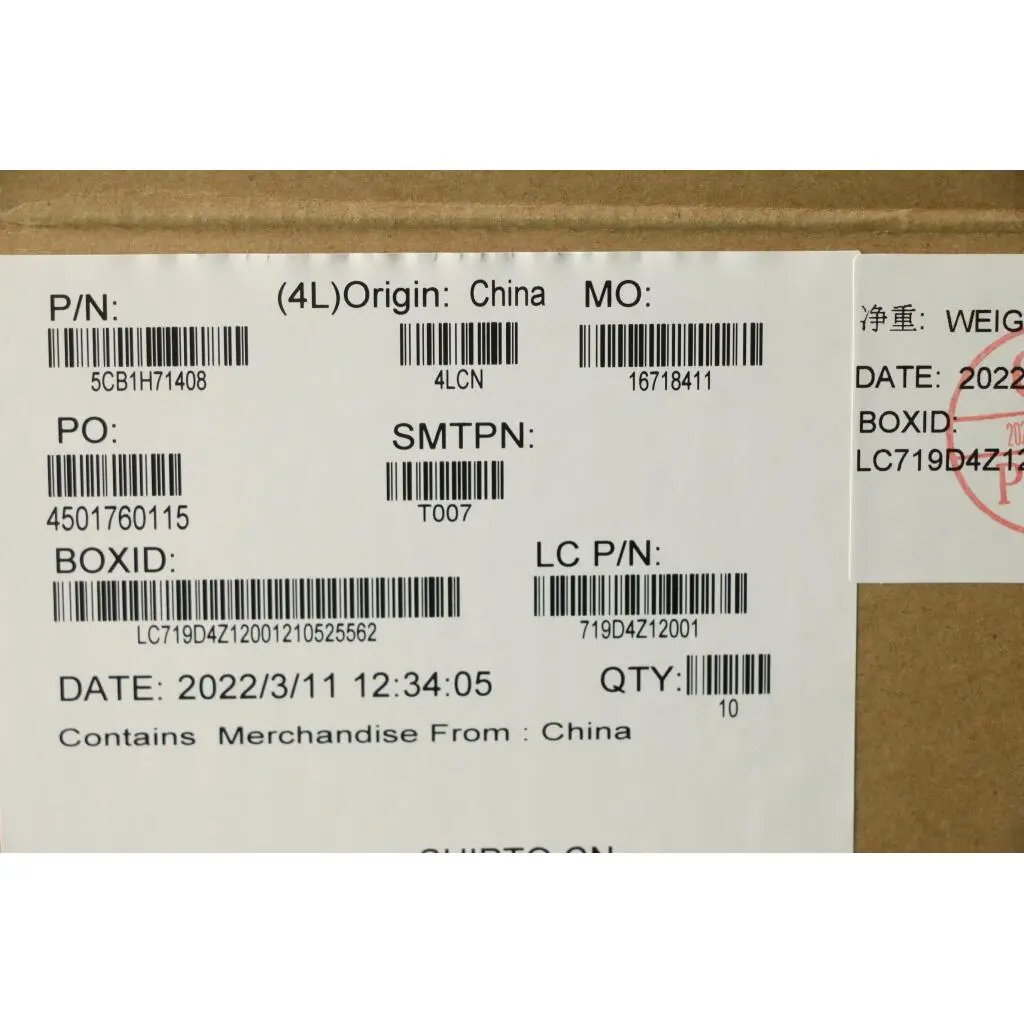 P/N: (4L)Origin: China MO:
5CB1H71408 4LCN 16718411
PO: SMTPN:
4501760115 T007
BOXID: LC P/N:
LC719D4Z12001210525562 719D4Z12001
DATE: 2022/3/11 12:34:05 QTY:
10
Contains Merchandise From : China
净重: WEIG
DATE: 2022
BOXID:
LC719D4Z12